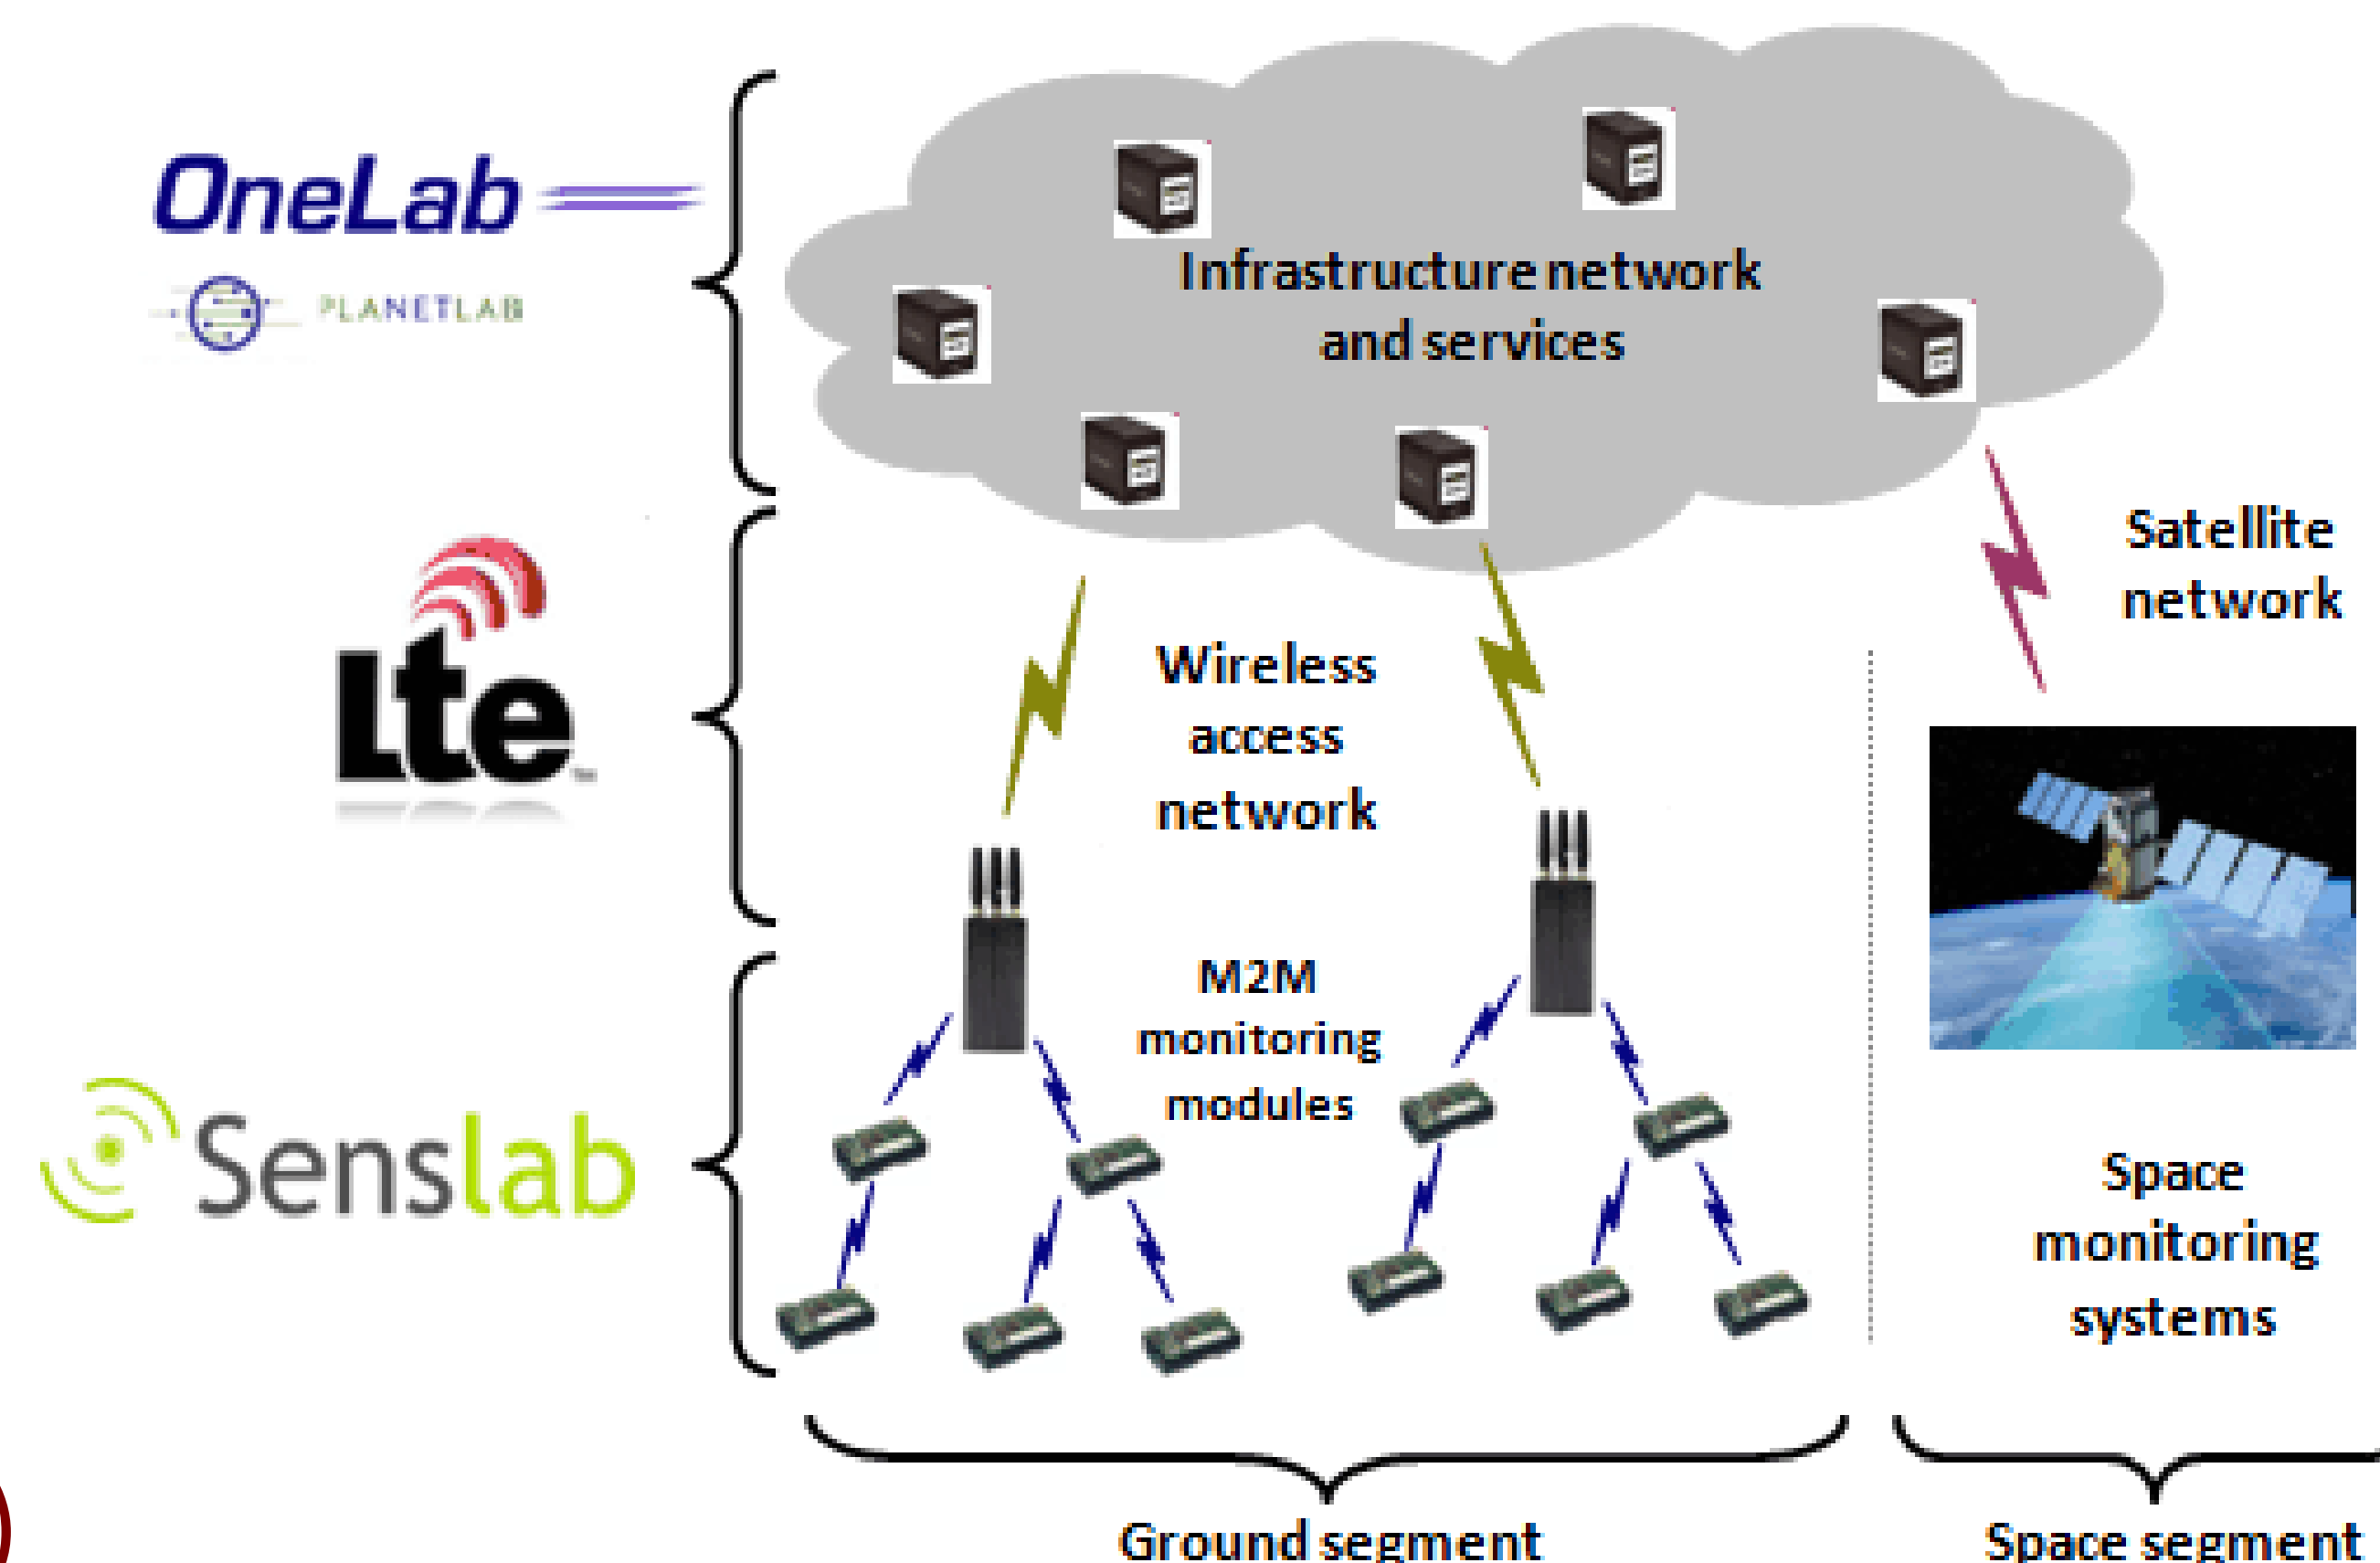 OneLab
PLANETLAB
Infrastructure network
and services
Satellite
network
Lte
Wireless
access
network
M2M
monitoring
modules
Senslab
Space
monitoring
systems
Ground segment
Space segment